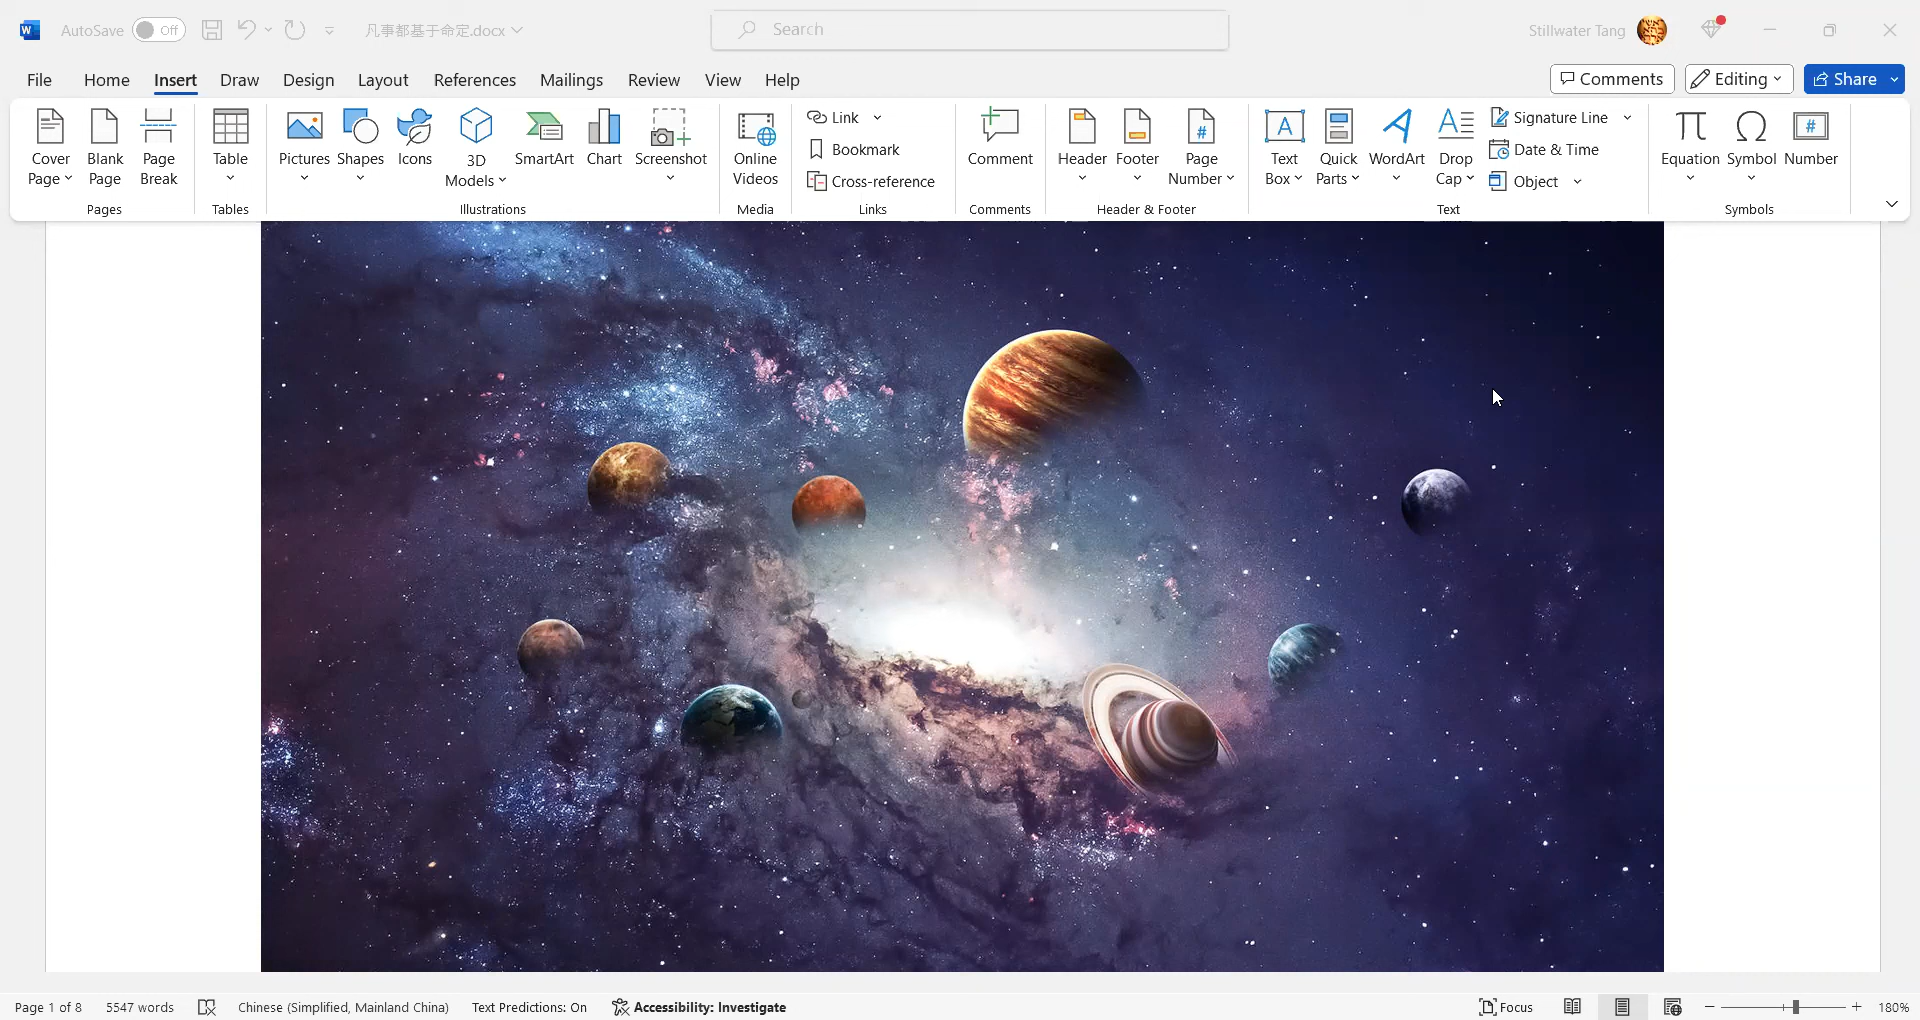 W AutoSave Off 凡事都基于命定.docx Search Stillwater Tang
File Home Insert Draw Design Layout References Mailings Review View Help Comments Editing Share
Cover Page Blank Page Page Break
Pages
Table
Tables
Pictures Shapes Icons 3D Models SmartArt Chart Screenshot
Illustrations
Online Videos
Media
Link
Bookmark
Cross-reference
Links
Comment
Comments
Header Footer Page Number
Header & Footer
Text Box Quick Parts WordArt Drop Cap
Signature Line
Date & Time
Object
Text
Equation Symbol Number
Symbols
Page 1 of 8 5547 words Chinese (Simplified, Mainland China) Text Predictions: On Accessibility: Investigate Focus 180%